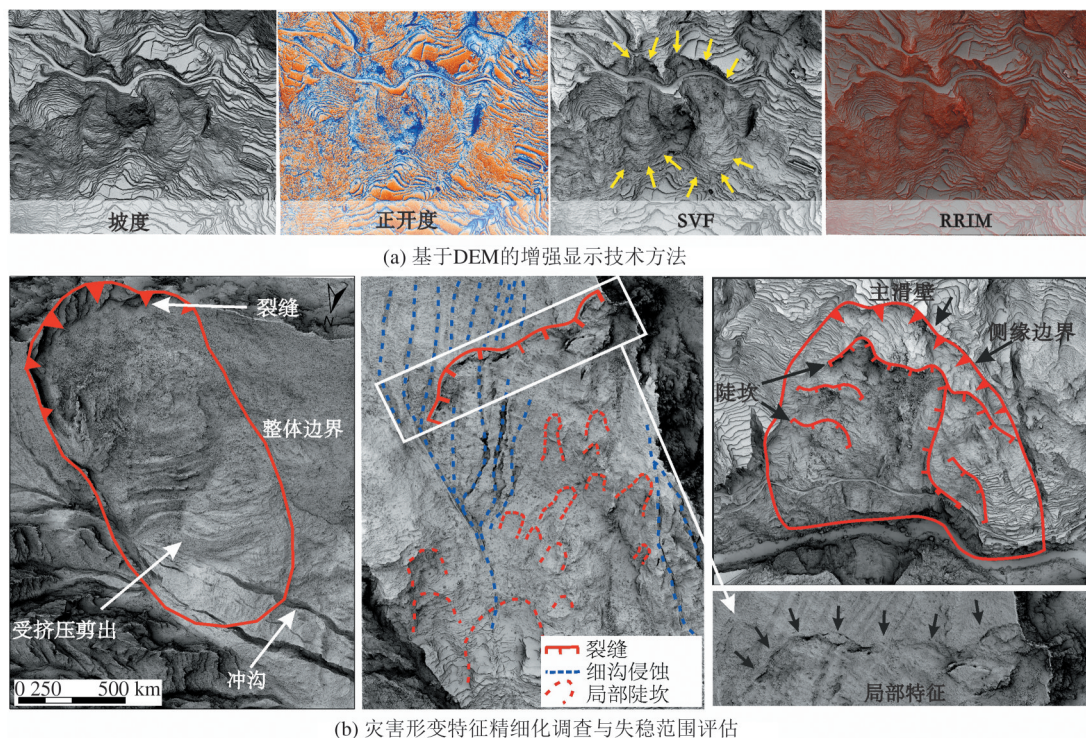 坡度
正开度
SVF
RRIM
(a) 基于DEM的增强显示技术方法
裂缝
N
整体边界
受挤压剪出
冲沟
0 250 500 km
裂缝
细沟侵蚀
局部陡坎
主滑壁
侧缘边界
陡坎
局部特征
(b) 灾害形变特征精细化调查与失稳范围评估